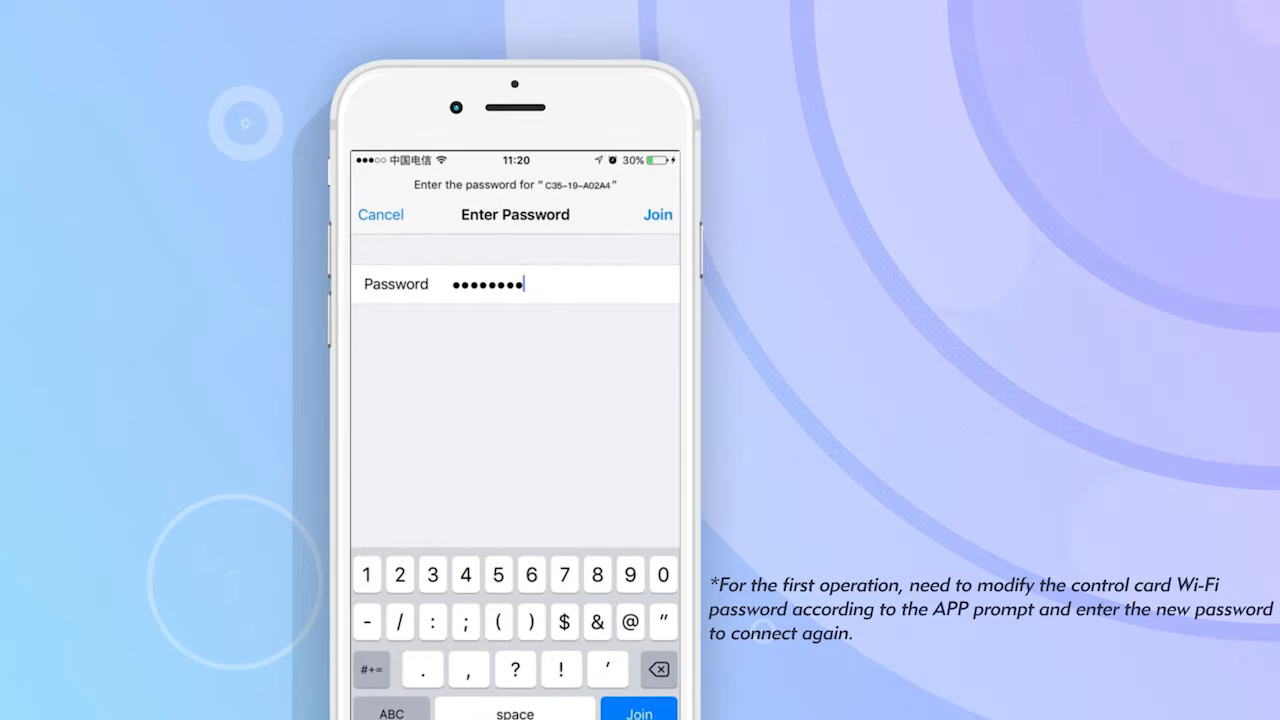 中国电信 11:20 30%
Enter the password for “C35-19-A02A4”
Cancel Enter Password Join
Password ●●●●●●●●
1 2 3 4 5 6 7 8 9 0
- / : ; ( ) $ & @ ”
#+= . , ? ! ’
ABC space Join
*For the first operation, need to modify the control card Wi-Fi
password according to the APP prompt and enter the new password
to connect again.